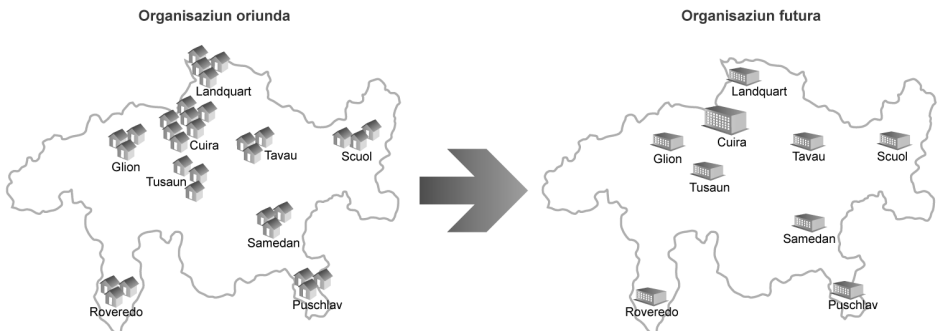 Organisaziun oriunda
Landquart
Cuira
Glion
Tavau
Scuol
Tusaun
Samedan
Roveredo
Puschlav
Organisaziun futura
Landquart
Cuira
Glion
Tavau
Scuol
Tusaun
Samedan
Roveredo
Puschlav